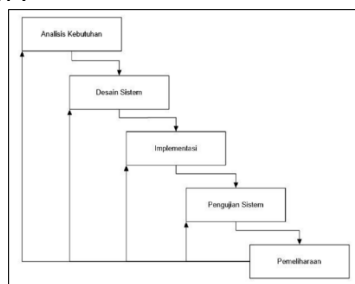 Analisis Kebutuhan
Desain Sistem
Implementasi
Pengujian Sistem
Pemeliharaan